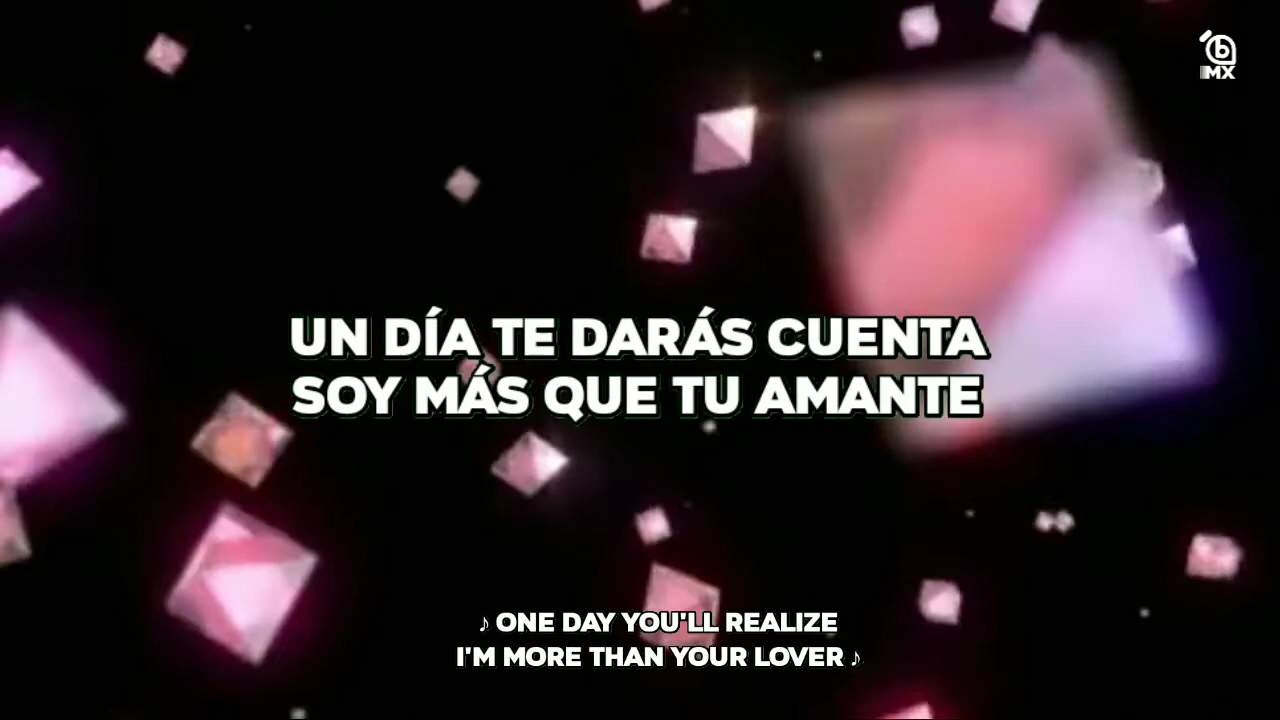 b
MX
UN DÍA TE DARÁS CUENTA
SOY MÁS QUE TU AMANTE
♪ ONE DAY YOU'LL REALIZE
I'M MORE THAN YOUR LOVER ♪